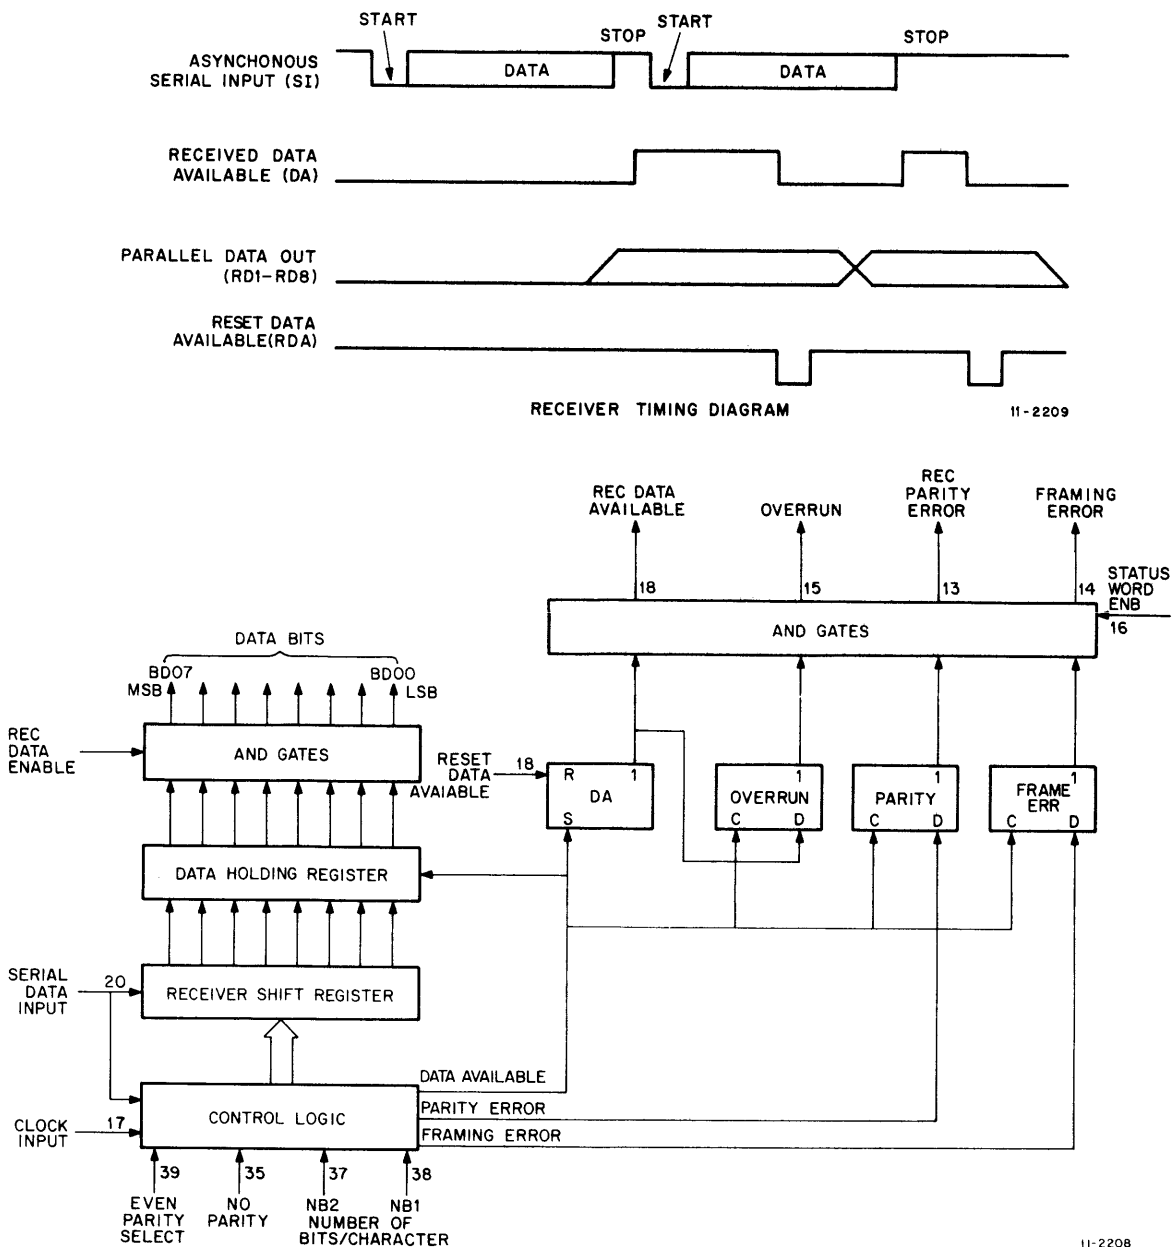 START
START
STOP
STOP
ASYNCHONOUS
SERIAL INPUT (SI)
DATA
DATA
RECEIVED DATA
AVAILABLE (DA)
PARALLEL DATA OUT
(RD1-RD8)
RESET DATA
AVAILABLE(RDA)
RECEIVER TIMING DIAGRAM
11-2209
REC DATA
AVAILABLE
OVERRUN
REC
PARITY
ERROR
FRAMING
ERROR
18
15
13
14
STATUS
WORD
ENB
16
AND GATES
DATA BITS
BD07
BD00
MSB
LSB
REC
DATA
ENABLE
AND GATES
RESET
DATA
AVAIABLE
18
R
1
DA
S
1
OVERRUN
C
D
1
PARITY
C
D
1
FRAME
ERR
C
D
DATA HOLDING REGISTER
SERIAL
DATA
INPUT
20
RECEIVER SHIFT REGISTER
DATA AVAILABLE
CONTROL LOGIC
PARITY ERROR
FRAMING ERROR
CLOCK
INPUT
17
39
35
37
38
EVEN
PARITY
SELECT
NO
PARITY
NB2
NB1
NUMBER OF
BITS/CHARACTER
11-2208